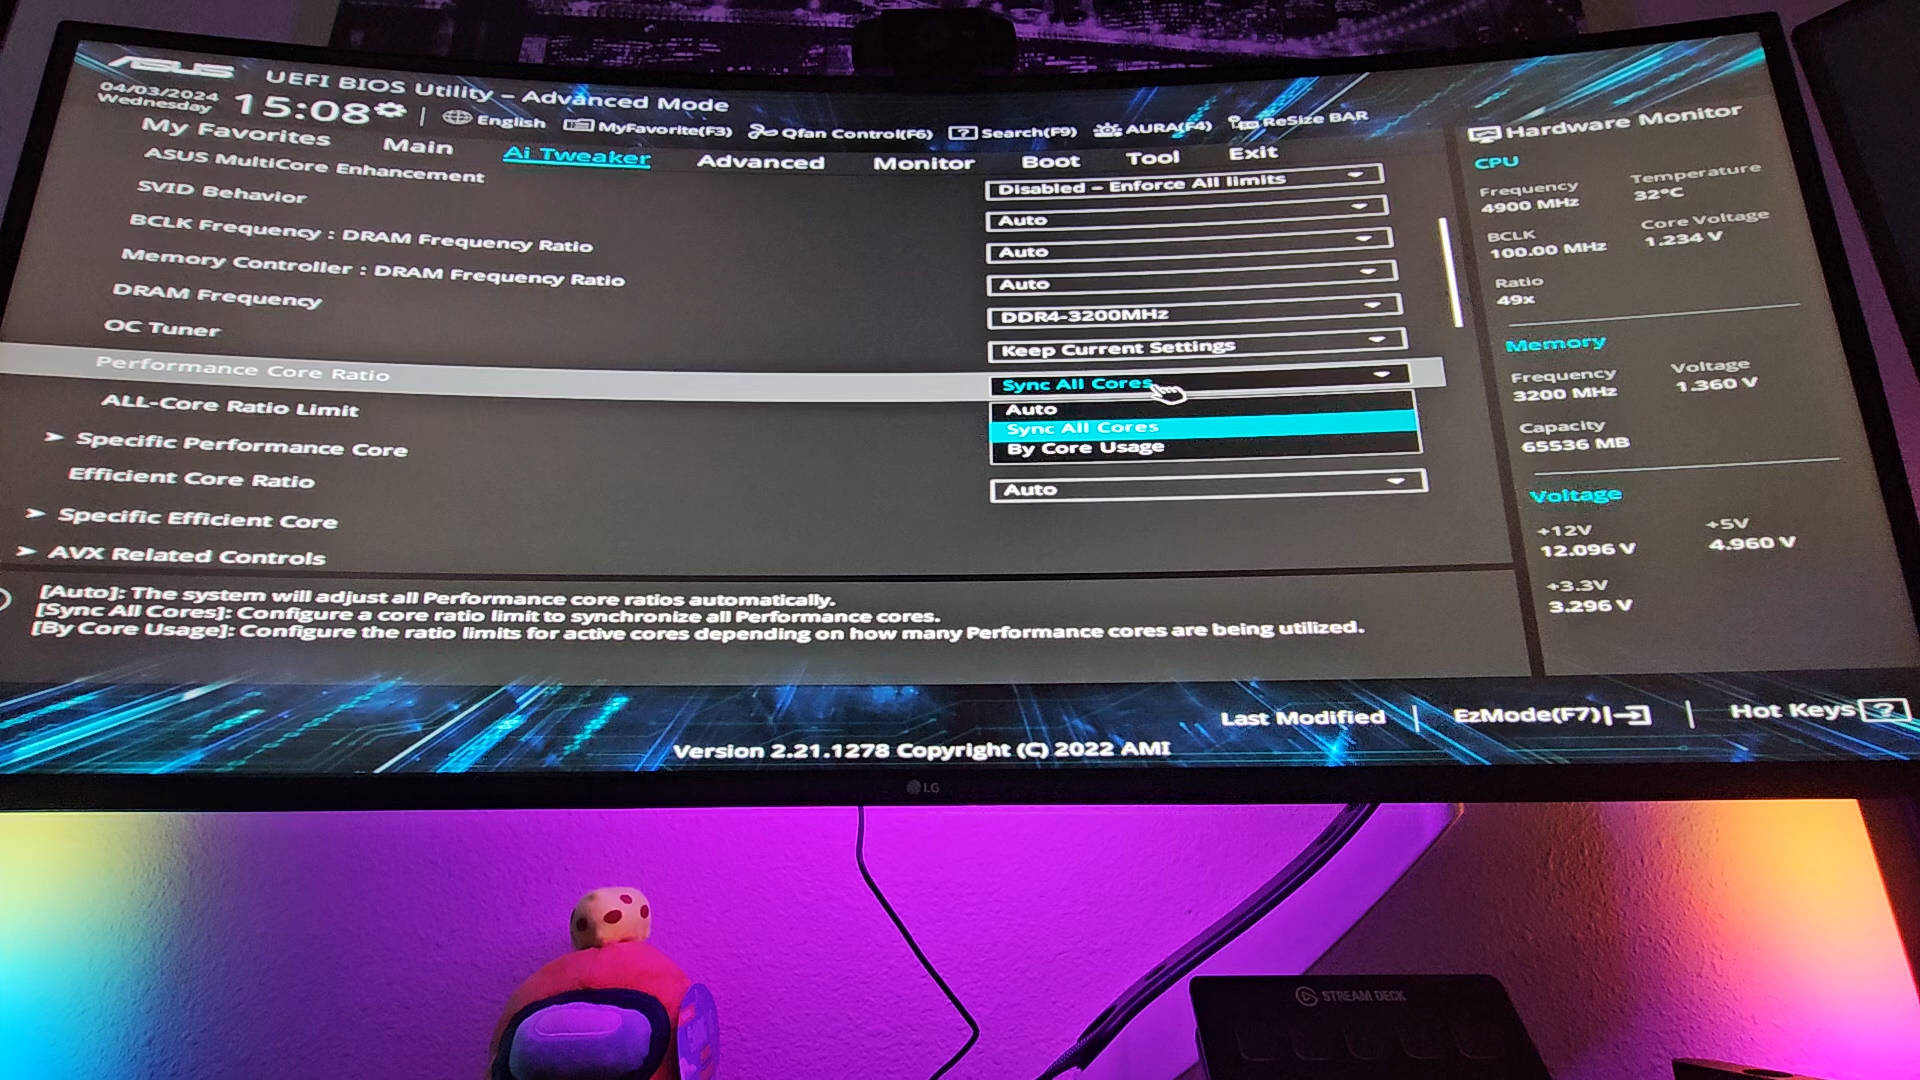 ASUS UEFI BIOS Utility – Advanced Mode
04/03/2024
Wednesday
15:08
English
MyFavorite(F3)
Qfan Control(F6)
? Search(F9)
AURA(F4)
ReSize BAR
My Favorites
Main
Ai Tweaker
Advanced
Monitor
Boot
Tool
Exit
ASUS MultiCore Enhancement
Disabled – Enforce All limits
SVID Behavior
Auto
BCLK Frequency : DRAM Frequency Ratio
Auto
Memory Controller : DRAM Frequency Ratio
Auto
DRAM Frequency
DDR4-3200MHz
OC Tuner
Keep Current Settings
Performance Core Ratio
Sync All Cores
Auto
Sync All Cores
By Core Usage
ALL-Core Ratio Limit
Specific Performance Core
Efficient Core Ratio
Auto
Specific Efficient Core
AVX Related Controls
[Auto]: The system will adjust all Performance core ratios automatically.
[Sync All Cores]: Configure a core ratio limit to synchronize all Performance cores.
[By Core Usage]: Configure the ratio limits for active cores depending on how many Performance cores are being utilized.
Hardware Monitor
CPU
Frequency
4900 MHz
Temperature
32°C
BCLK
100.00 MHz
Core Voltage
1.234 V
Ratio
49x
Memory
Frequency
3200 MHz
Voltage
1.360 V
Capacity
65536 MB
Voltage
+12V
12.096 V
+5V
4.960 V
+3.3V
3.296 V
Last Modified
EzMode(F7)
Hot Keys ?
Version 2.21.1278 Copyright (C) 2022 AMI
LG
STREAM DECK